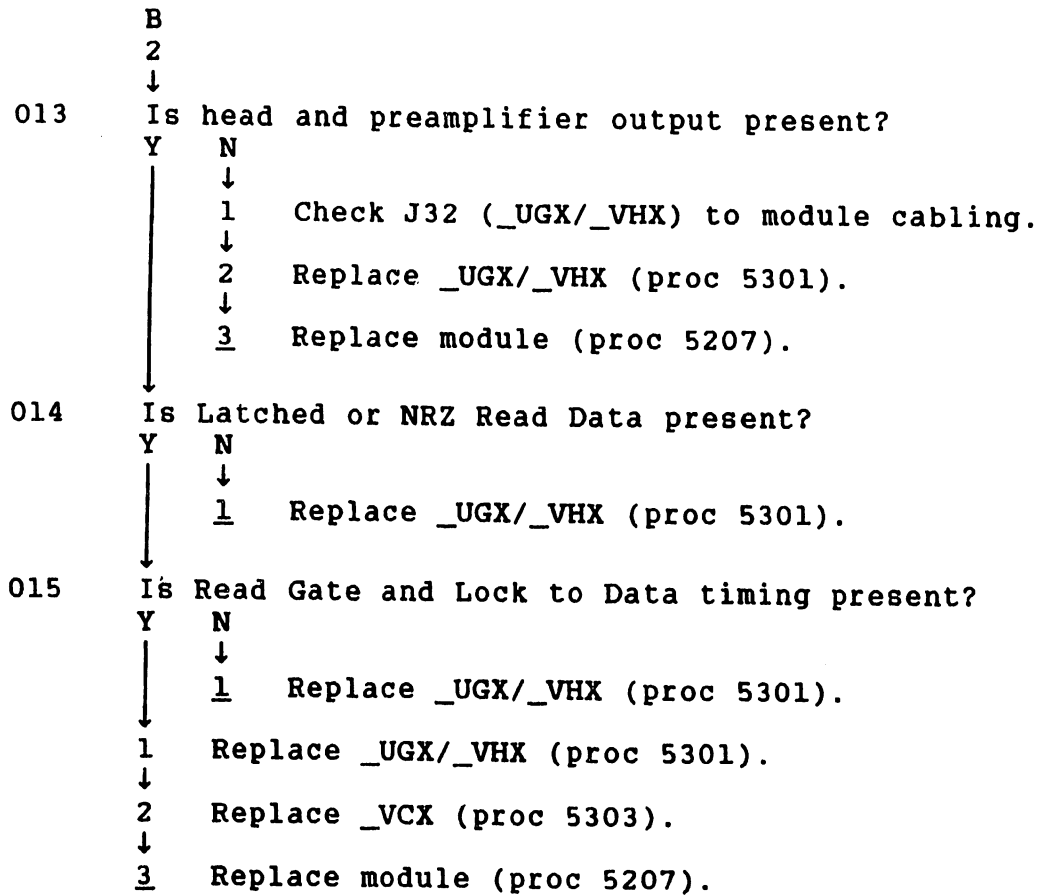 B
2
↓
013 Is head and preamplifier output present?
Y N
↓
1 Check J32 (_UGX/_VHX) to module cabling.
↓
2 Replace _UGX/_VHX (proc 5301).
↓
3 Replace module (proc 5207).
014 Is Latched or NRZ Read Data present?
Y N
↓
1 Replace _UGX/_VHX (proc 5301).
015 Is Read Gate and Lock to Data timing present?
Y N
↓
1 Replace _UGX/_VHX (proc 5301).
1 Replace _UGX/_VHX (proc 5301).
↓
2 Replace _VCX (proc 5303).
↓
3 Replace module (proc 5207).